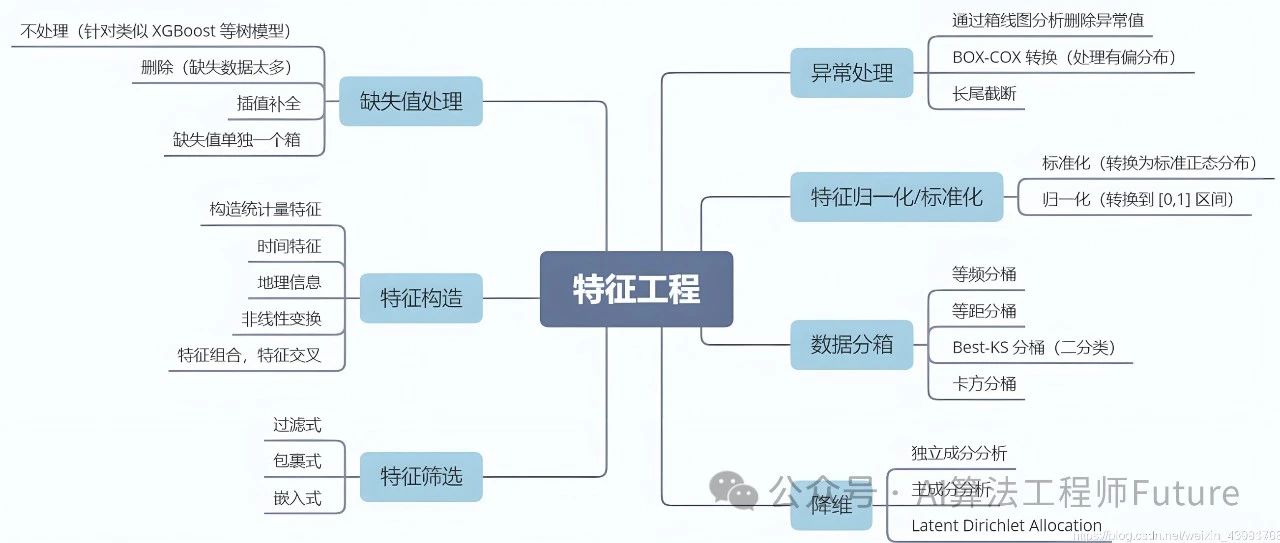 特征工程
缺失值处理
不处理（针对类似 XGBoost 等树模型）
删除（缺失数据太多）
插值补全
缺失值单独一个箱
特征构造
构造统计量特征
时间特征
地理信息
非线性变换
特征组合，特征交叉
特征筛选
过滤式
包裹式
嵌入式
异常处理
通过箱线图分析删除异常值
BOX-COX 转换（处理有偏分布）
长尾截断
特征归一化/标准化
标准化（转换为标准正态分布）
归一化（转换到 [0,1] 区间）
数据分箱
等频分桶
等距分桶
Best-KS 分桶（二分类）
卡方分桶
降维
独立成分分析
主成分分析
Latent Dirichlet Allocation
公众号 · AI算法工程师Future